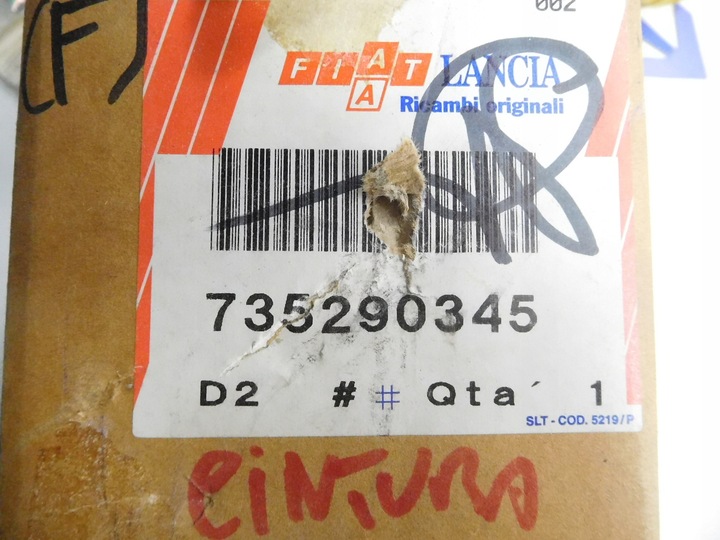 002
(F)
FIAT LANCIA
A
Ricambi originali
735290345
D2 # # Qta´ 1
SLT - COD. 5219/P
CINTURA